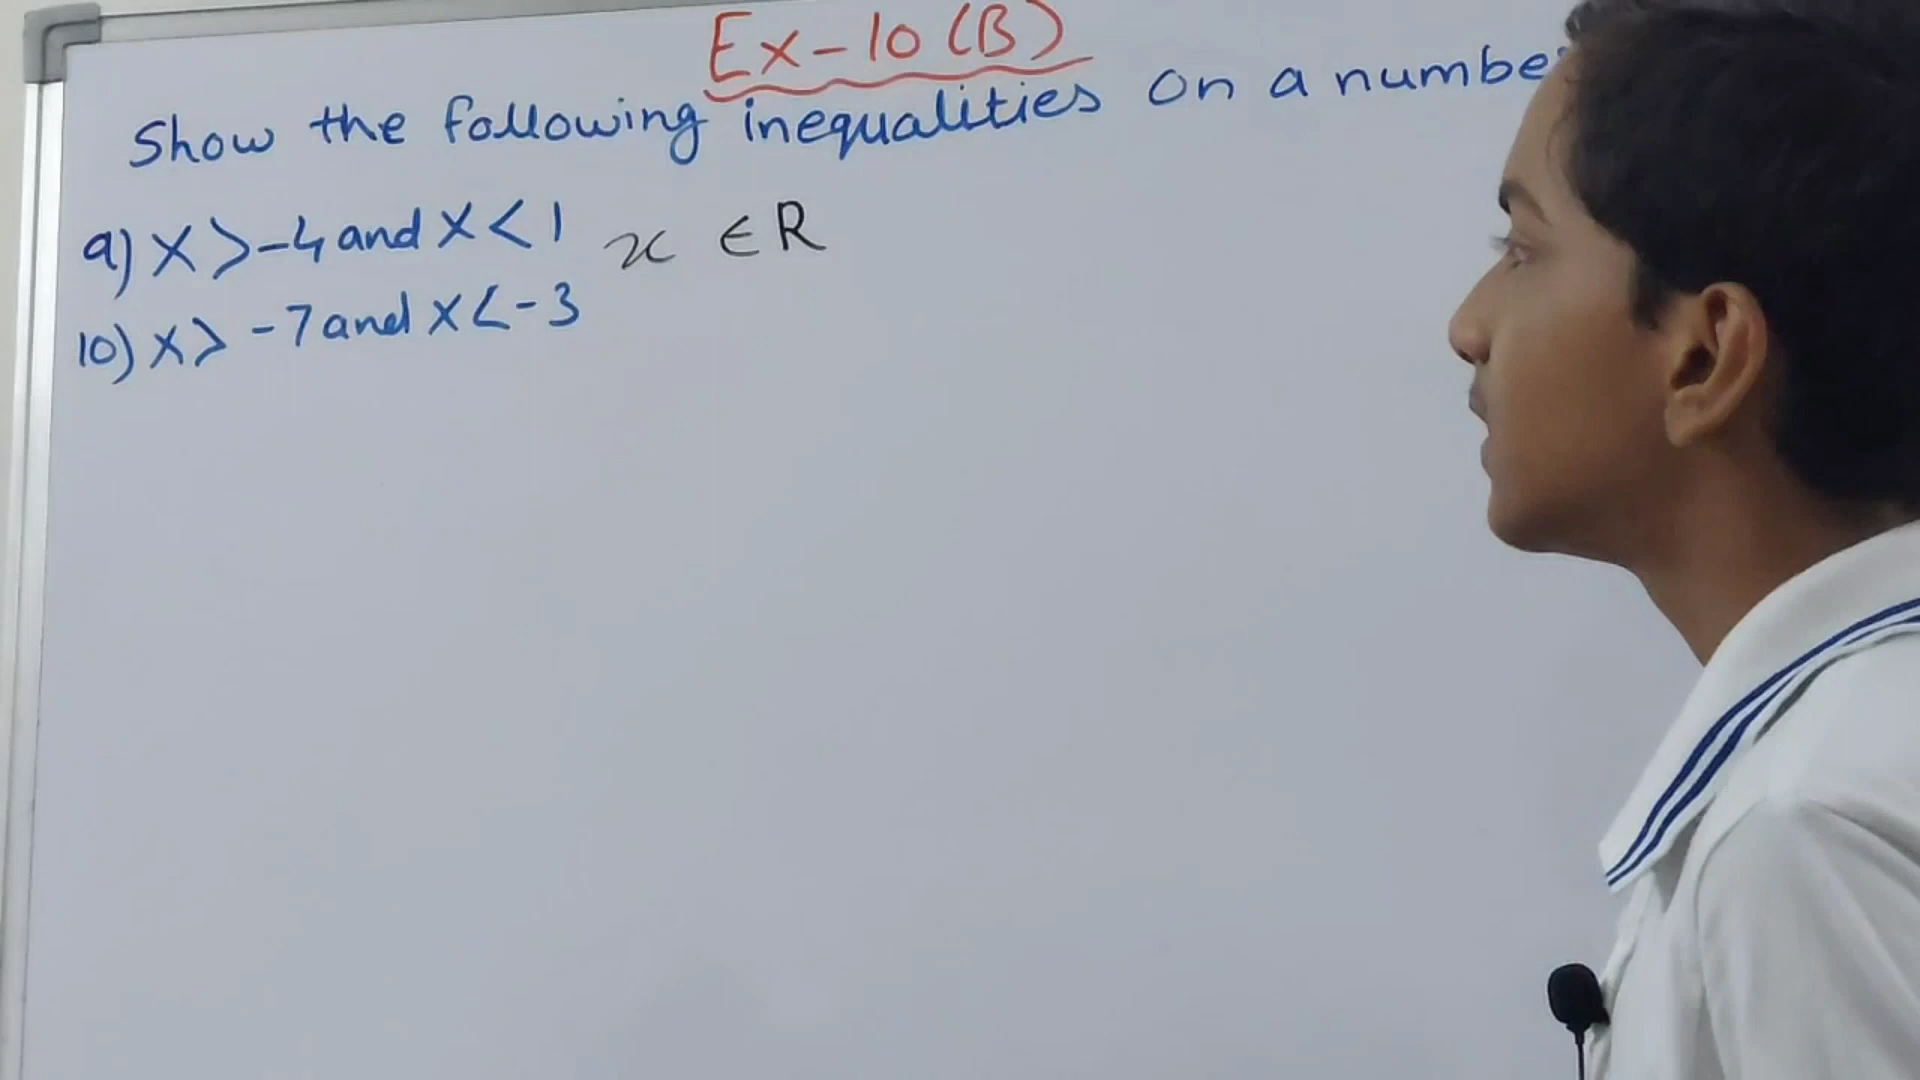 Ex-10 (B)
Show the following inequalities on a numbe
9) x > -4 and x < 1 x ∈ R
10) x > -7 and x < -3